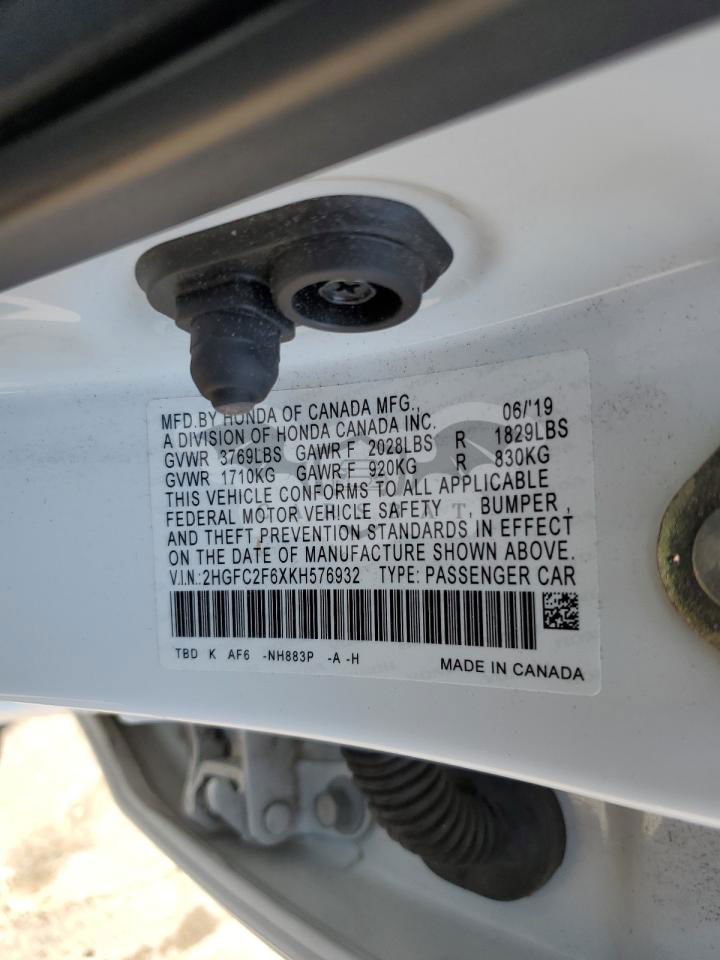 MFD.BY HONDA OF CANADA MFG., 06/'19
A DIVISION OF HONDA CANADA INC.
GVWR 3769LBS GAWR F 2028LBS R 1829LBS
GVWR 1710KG GAWR F 920KG R 830KG
THIS VEHICLE CONFORMS TO ALL APPLICABLE
FEDERAL MOTOR VEHICLE SAFETY , BUMPER ,
AND THEFT PREVENTION STANDARDS IN EFFECT
ON THE DATE OF MANUFACTURE SHOWN ABOVE.
V.I.N.:2HGFC2F6XKH576932 TYPE: PASSENGER CAR
TBD K AF6 -NH883P -A -H MADE IN CANADA